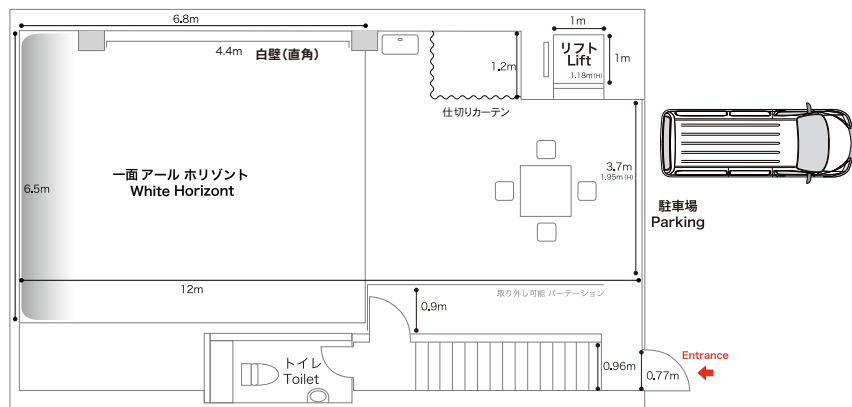 6.8m
1m
4.4m
白壁(直角)
リフト
Lift
1.18m(H)
1m
1.2m
仕切りカーテン
一面 アール ホリゾント
White Horizont
6.5m
3.7m
1.95m(H)
駐車場
Parking
12m
取り外し可能 パーテーション
0.9m
トイレ
Toilet
0.96m
0.77m
Entrance